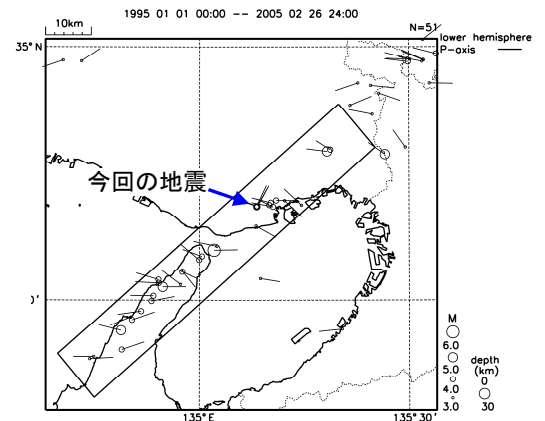 1995 01 01 00:00 -- 2005 02 26 24:00
10km
N=51
35°N
lower hemisphere
P-axis
今回の地震
M
6.0
5.0
4.0
3.0
depth
(km)
0
30
135°E
135°30'